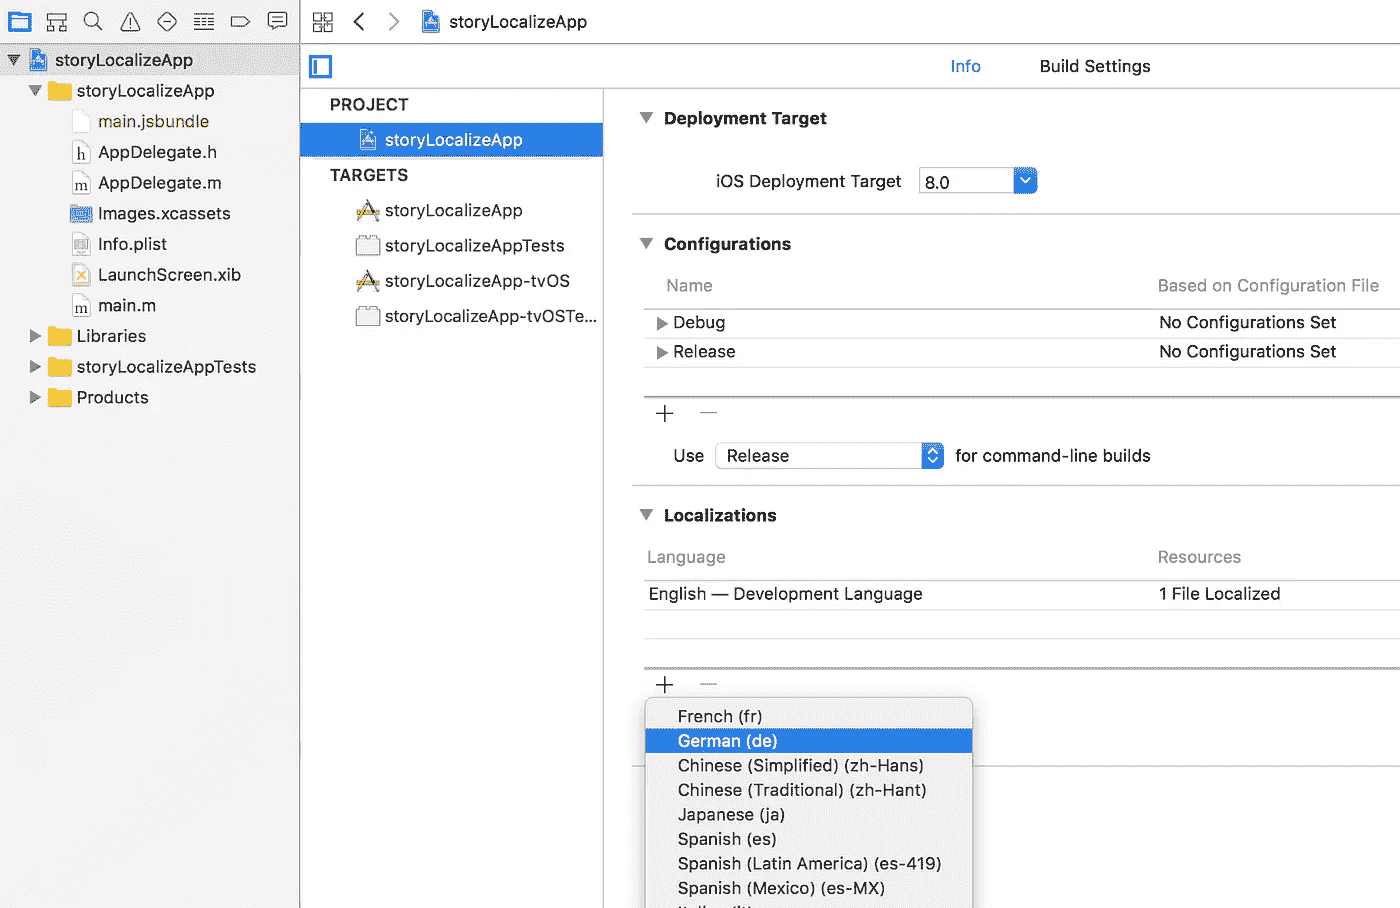 storyLocalizeApp
storyLocalizeApp
storyLocalizeApp
main.jsbundle
h AppDelegate.h
m AppDelegate.m
Images.xcassets
Info.plist
LaunchScreen.xib
m main.m
Libraries
storyLocalizeAppTests
Products
Info Build Settings
PROJECT
storyLocalizeApp
TARGETS
storyLocalizeApp
storyLocalizeAppTests
storyLocalizeApp-tvOS
storyLocalizeApp-tvOSTe...
Deployment Target
iOS Deployment Target 8.0
Configurations
Name Based on Configuration File
Debug No Configurations Set
Release No Configurations Set
Use Release for command-line builds
Localizations
Language Resources
English — Development Language 1 File Localized
French (fr)
German (de)
Chinese (Simplified) (zh-Hans)
Chinese (Traditional) (zh-Hant)
Japanese (ja)
Spanish (es)
Spanish (Latin America) (es-419)
Spanish (Mexico) (es-MX)